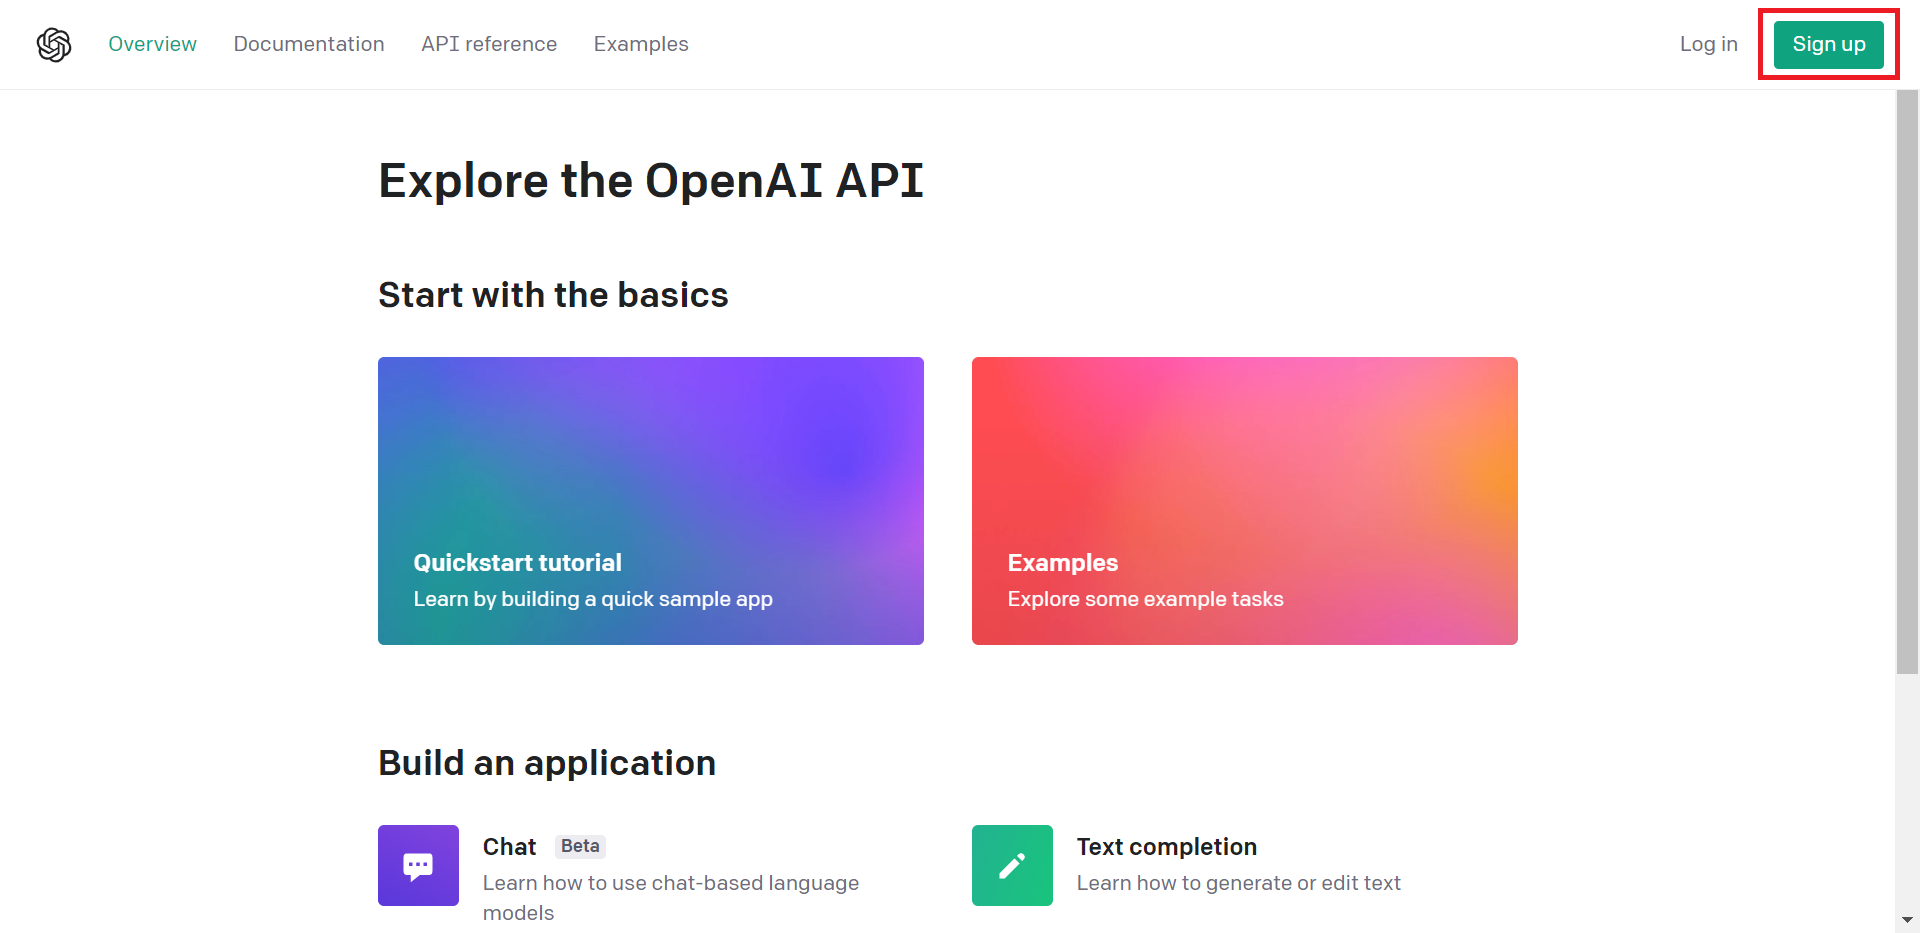 Overview Documentation API reference Examples Log in Sign up
Explore the OpenAI API
Start with the basics
Quickstart tutorial
Learn by building a quick sample app
Examples
Explore some example tasks
Build an application
Chat Beta
Learn how to use chat-based language
models
Text completion
Learn how to generate or edit text